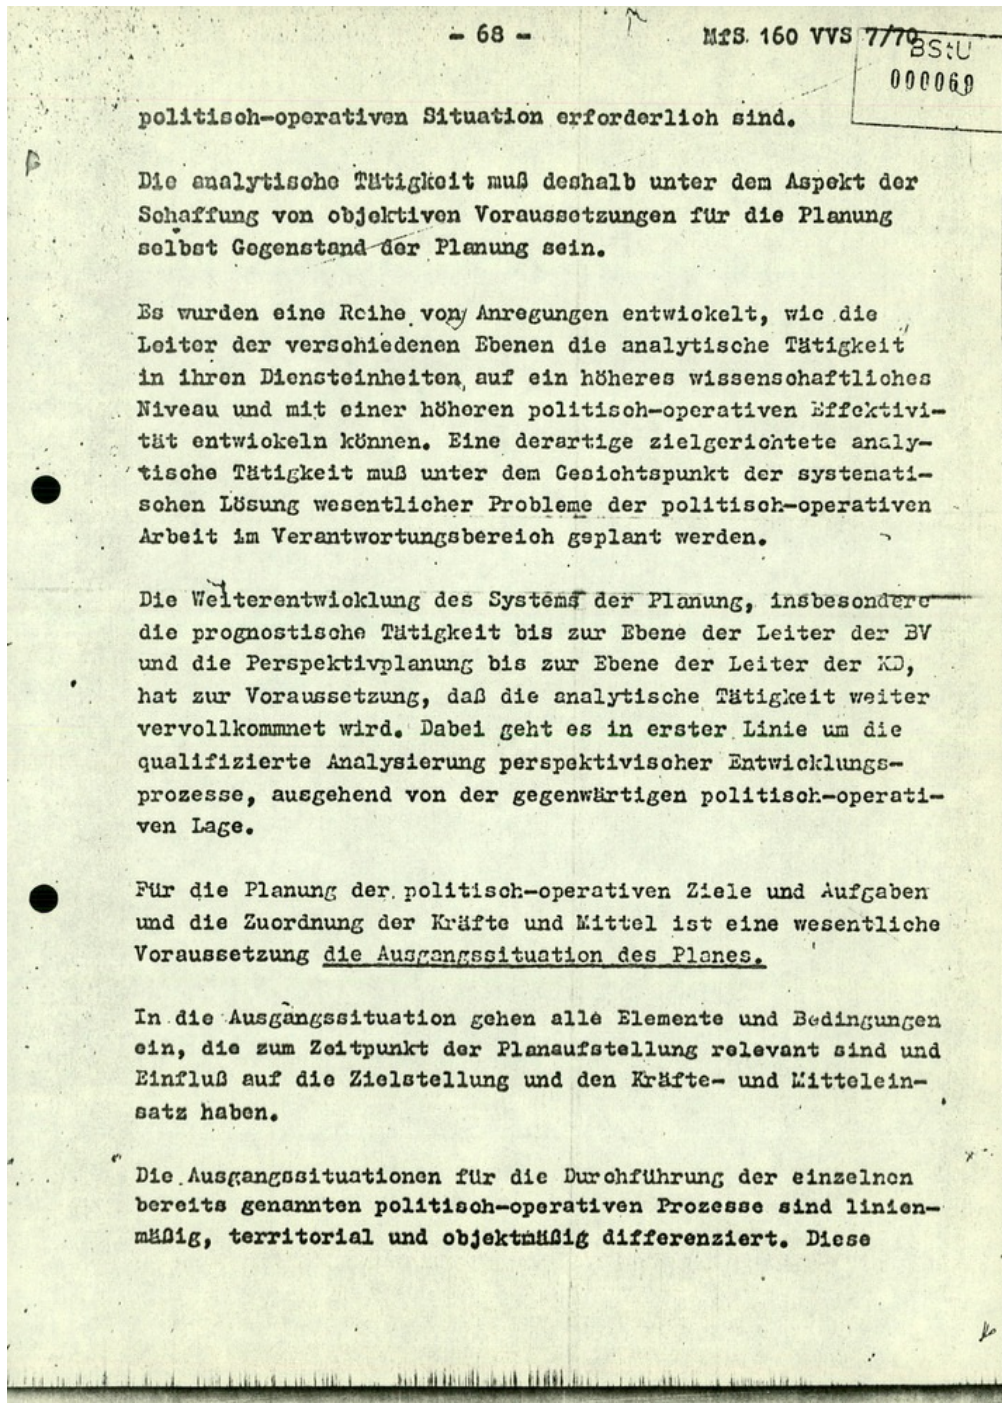 - 68 -
MfS 160 VVS 7/70
BStU
000069
politisch-operativen Situation erforderlich sind.
Die analytische Tätigkeit muß deshalb unter dem Aspekt der
Schaffung von objektiven Voraussetzungen für die Planung
selbst Gegenstand der Planung sein.
Es wurden eine Reihe von Anregungen entwickelt, wie die
Leiter der verschiedenen Ebenen die analytische Tätigkeit
in ihren Diensteinheiten auf ein höheres wissenschaftliches
Niveau und mit einer höheren politisch-operativen Effektivi-
tät entwickeln können. Eine derartige zielgerichtete analy-
tische Tätigkeit muß unter dem Gesichtspunkt der systemati-
schen Lösung wesentlicher Probleme der politisch-operativen
Arbeit im Verantwortungsbereich geplant werden.
Die Weiterentwicklung des Systems der Planung, insbesondere
die prognostische Tätigkeit bis zur Ebene der Leiter der BV
und die Perspektivplanung bis zur Ebene der Leiter der KD,
hat zur Voraussetzung, daß die analytische Tätigkeit weiter
vervollkommnet wird. Dabei geht es in erster Linie um die
qualifizierte Analysierung perspektivischer Entwicklungs-
prozesse, ausgehend von der gegenwärtigen politisch-operati-
ven Lage.
Für die Planung der politisch-operativen Ziele und Aufgaben
und die Zuordnung der Kräfte und Mittel ist eine wesentliche
Voraussetzung die Ausgangssituation des Planes.
In die Ausgangssituation gehen alle Elemente und Bedingungen
ein, die zum Zeitpunkt der Planaufstellung relevant sind und
Einfluß auf die Zielstellung und den Kräfte- und Mittelein-
satz haben.
Die Ausgangssituationen für die Durchführung der einzelnen
bereits genannten politisch-operativen Prozesse sind linien-
mäßig, territorial und objektmäßig differenziert. Diese